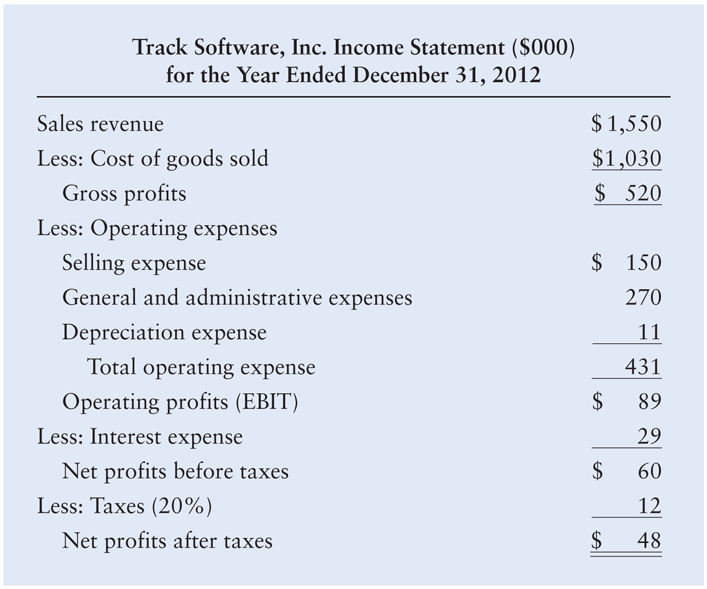 Track Software, Inc. Income Statement ($000)
for the Year Ended December 31, 2012
Sales revenue $1,550
Less: Cost of goods sold $1,030
Gross profits $ 520
Less: Operating expenses
Selling expense $ 150
General and administrative expenses 270
Depreciation expense 11
Total operating expense 431
Operating profits (EBIT) $ 89
Less: Interest expense 29
Net profits before taxes $ 60
Less: Taxes (20%) 12
Net profits after taxes $ 48